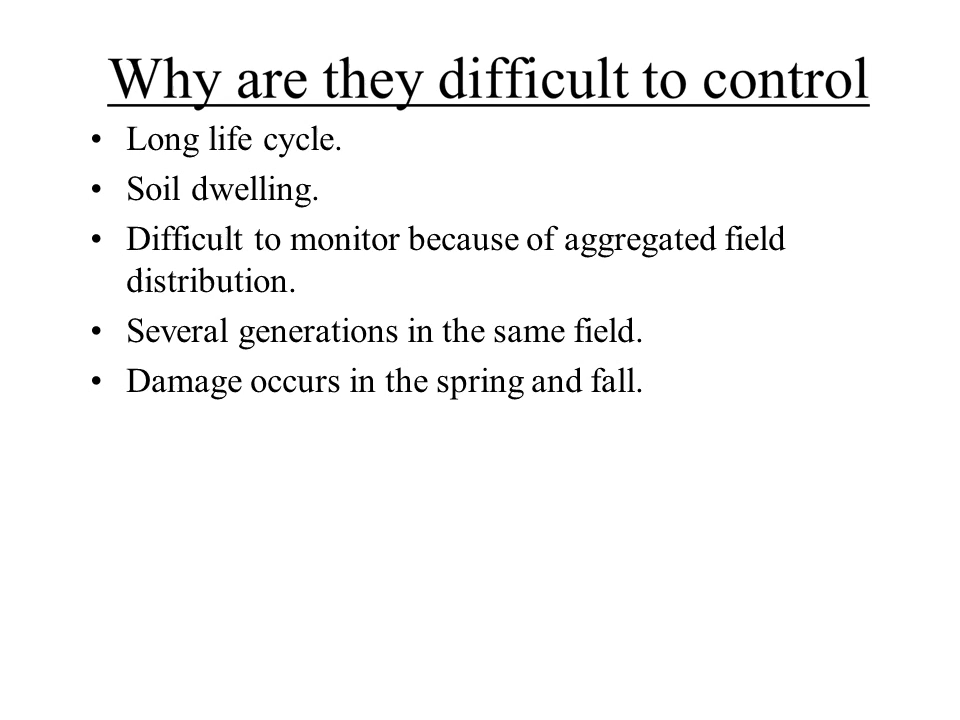 Why are they difficult to control
• Long life cycle.
• Soil dwelling.
• Difficult to monitor because of aggregated field
distribution.
• Several generations in the same field.
• Damage occurs in the spring and fall.